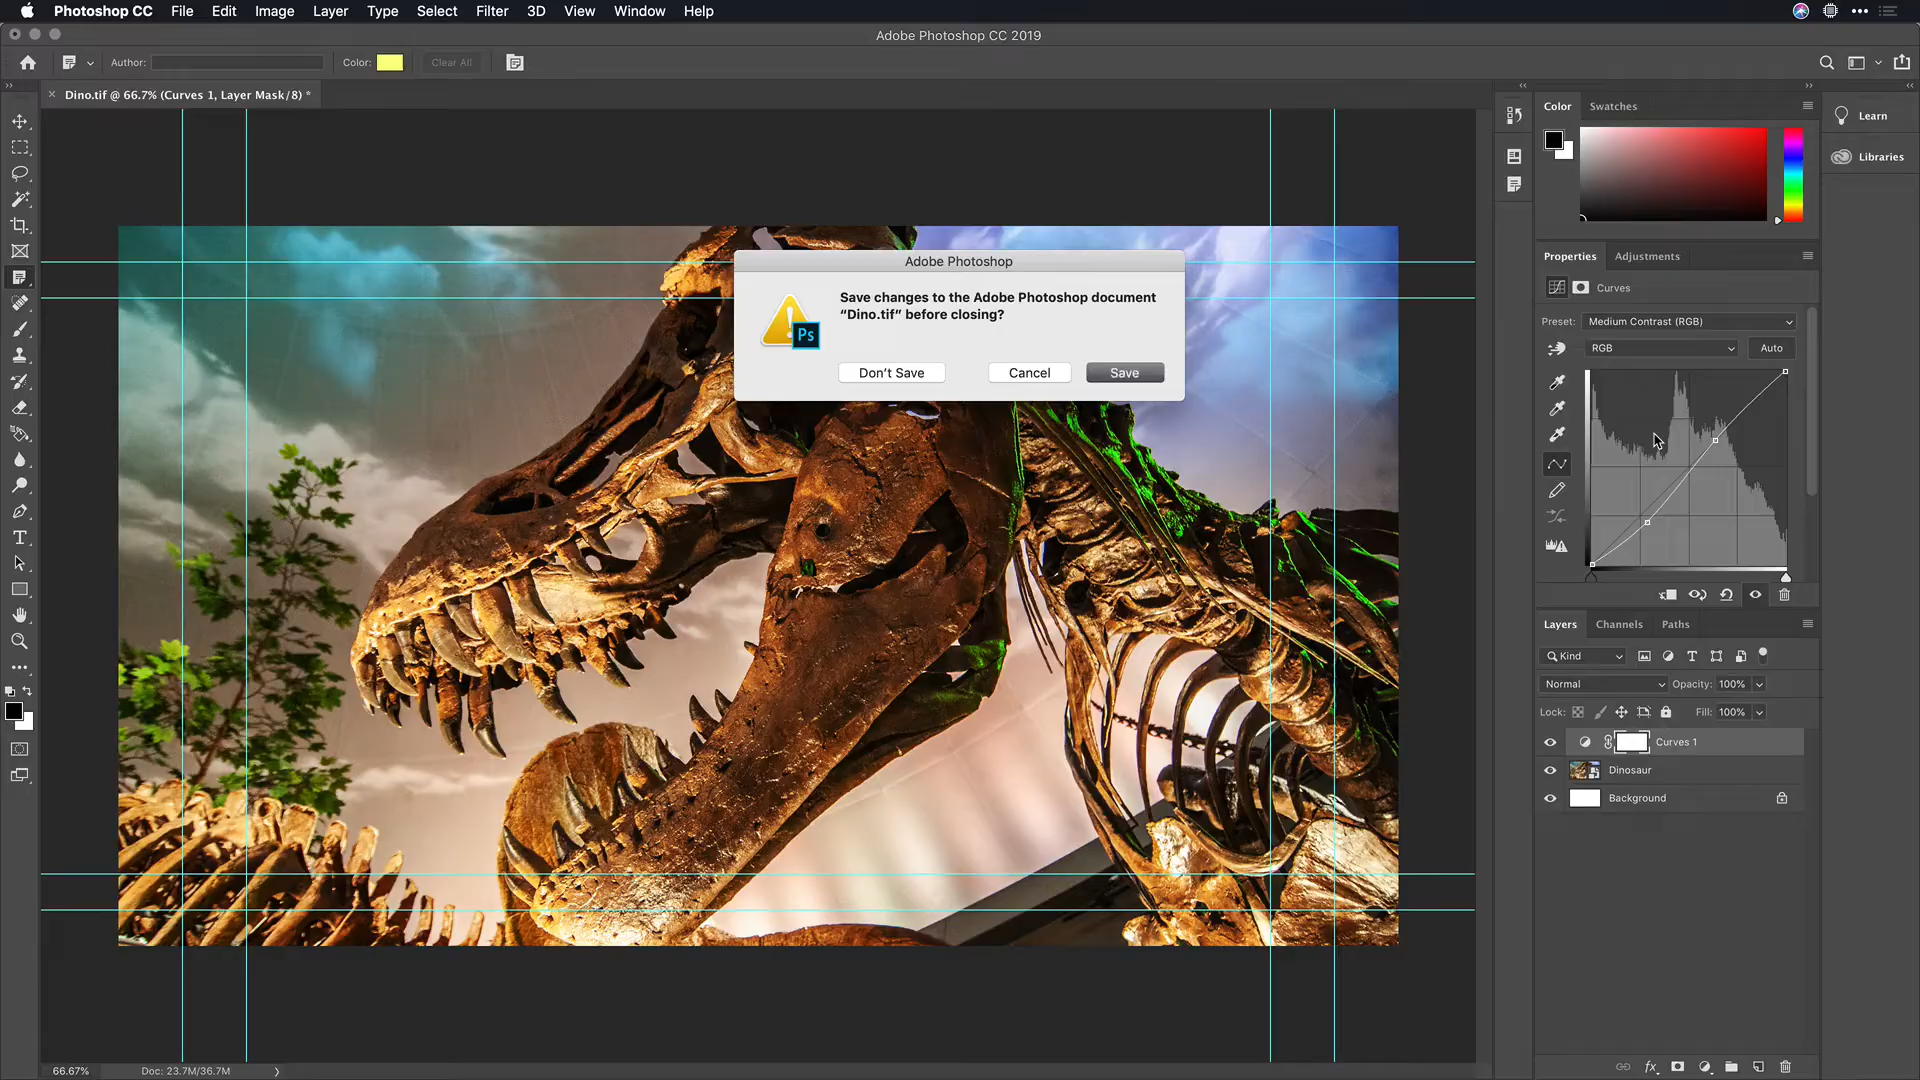 Photoshop CC File Edit Image Layer Type Select Filter 3D View Window Help
Adobe Photoshop CC 2019
Author: Color: Clear All
Dino.tif @ 66.7% (Curves 1, Layer Mask/8) *
Adobe Photoshop
Save changes to the Adobe Photoshop document
“Dino.tif” before closing?
Ps
Don’t Save Cancel Save
Color Swatches
Learn
Libraries
Properties Adjustments
Curves
Preset: Medium Contrast (RGB)
RGB Auto
Layers Channels Paths
Kind
Normal Opacity: 100%
Lock: Fill: 100%
Curves 1
Dinosaur
Background
fx
66.67% Doc: 23.7M/36.7M